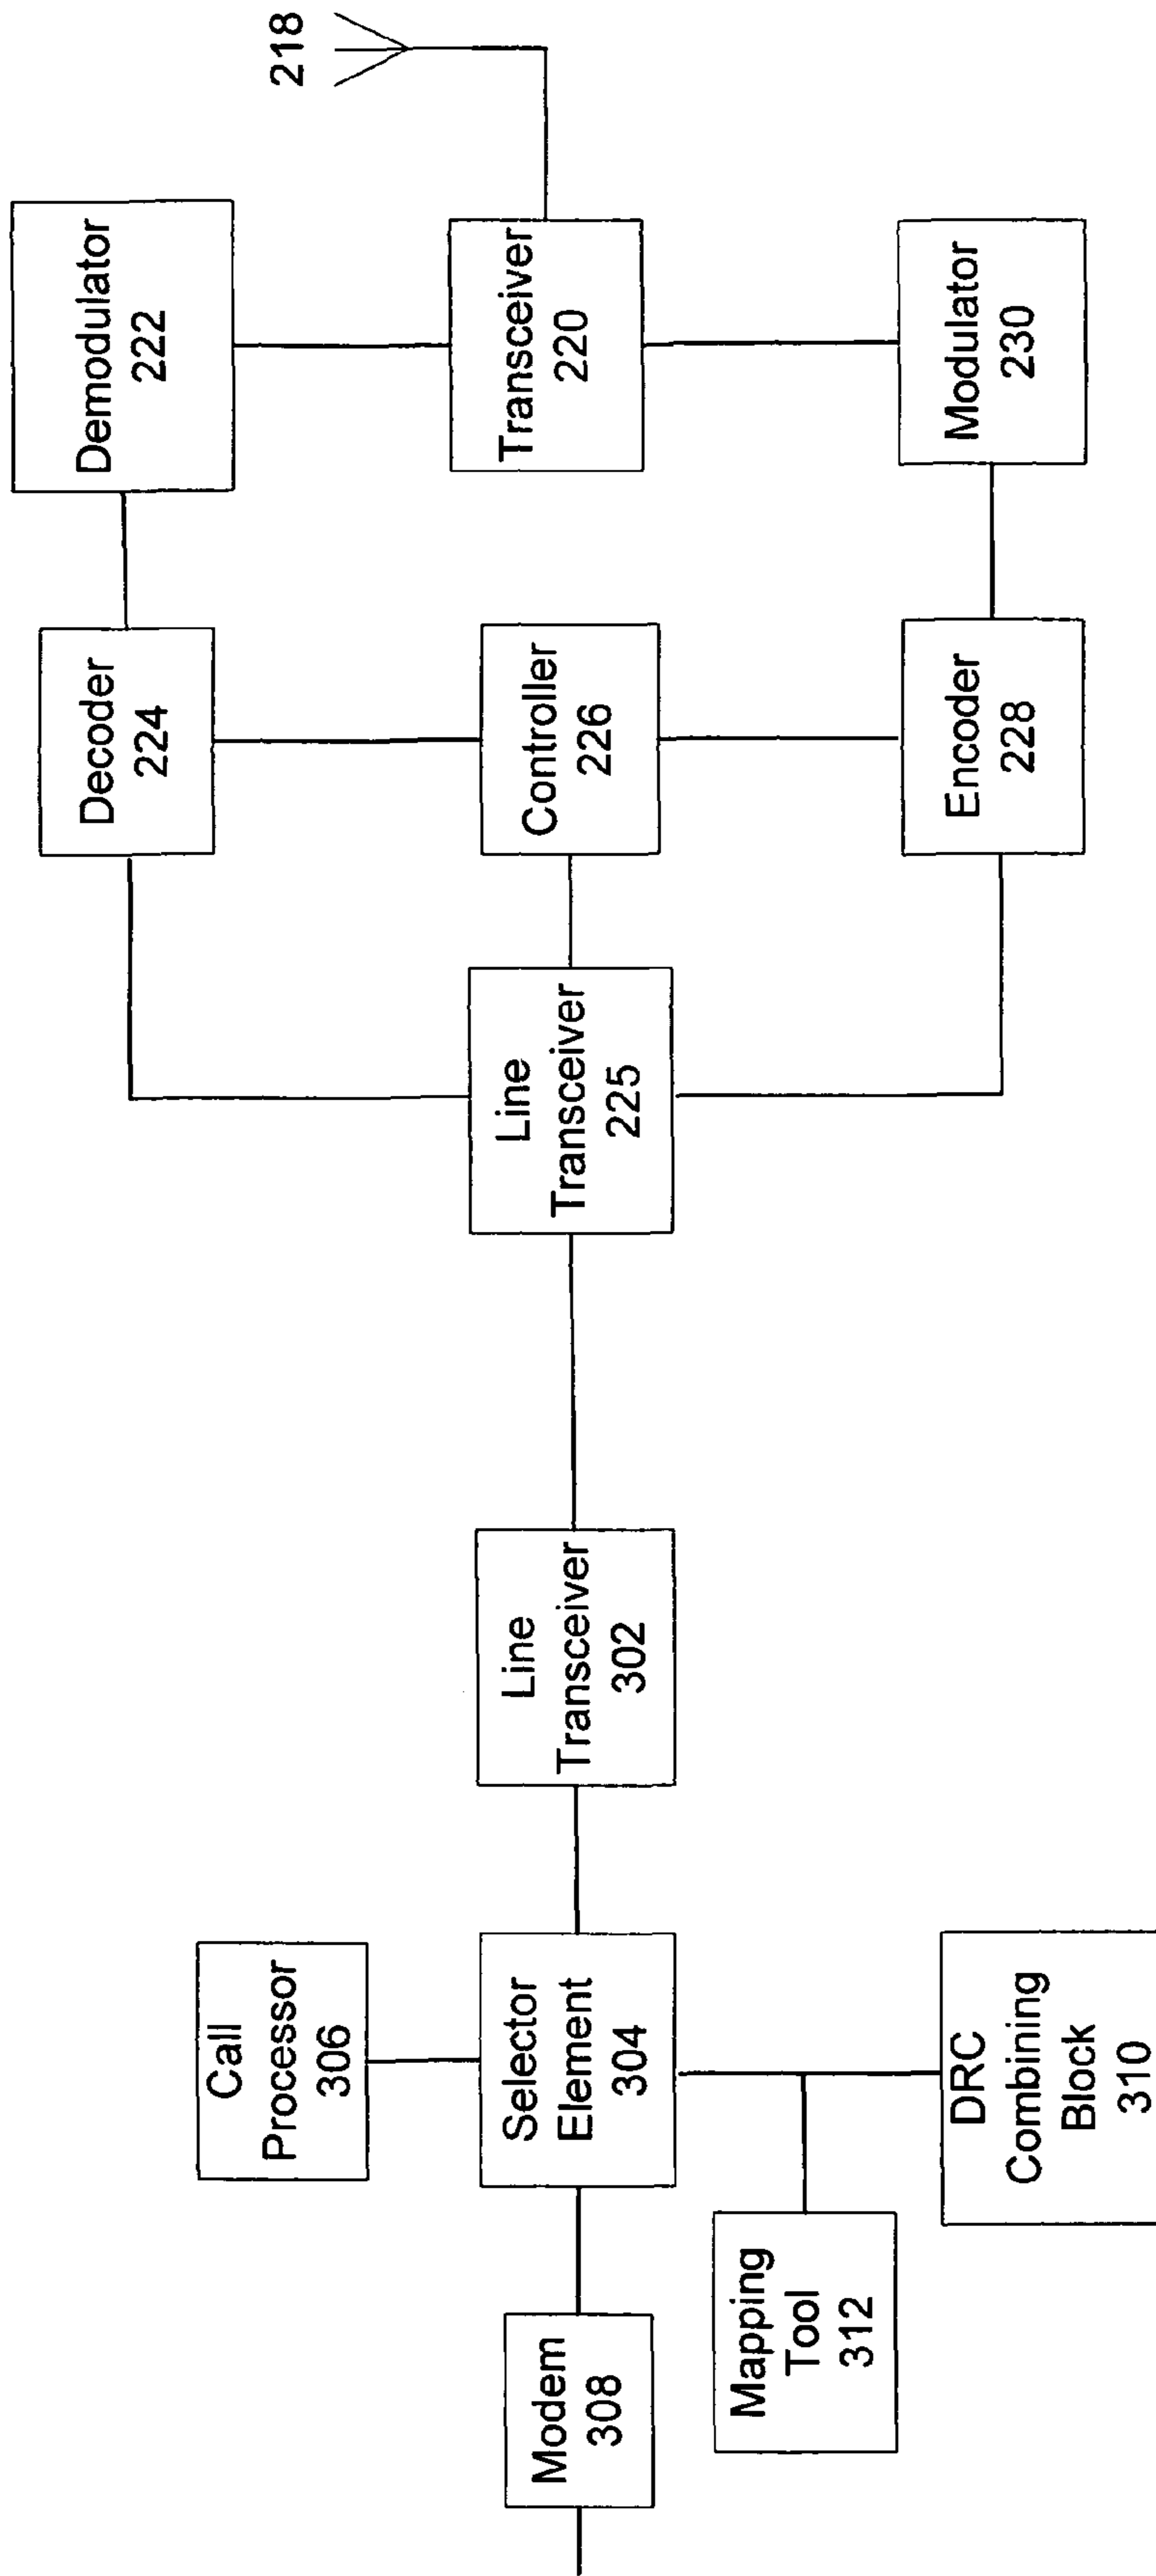 218
Demodulator
222
Transceiver
220
Modulator
230
Decoder
224
Controller
226
Encoder
228
Line
Transceiver
225
Line
Transceiver
302
Call
Processor
306
Selector
Element
304
DRC
Combining
Block
310
Modem
308
Mapping
Tool
312